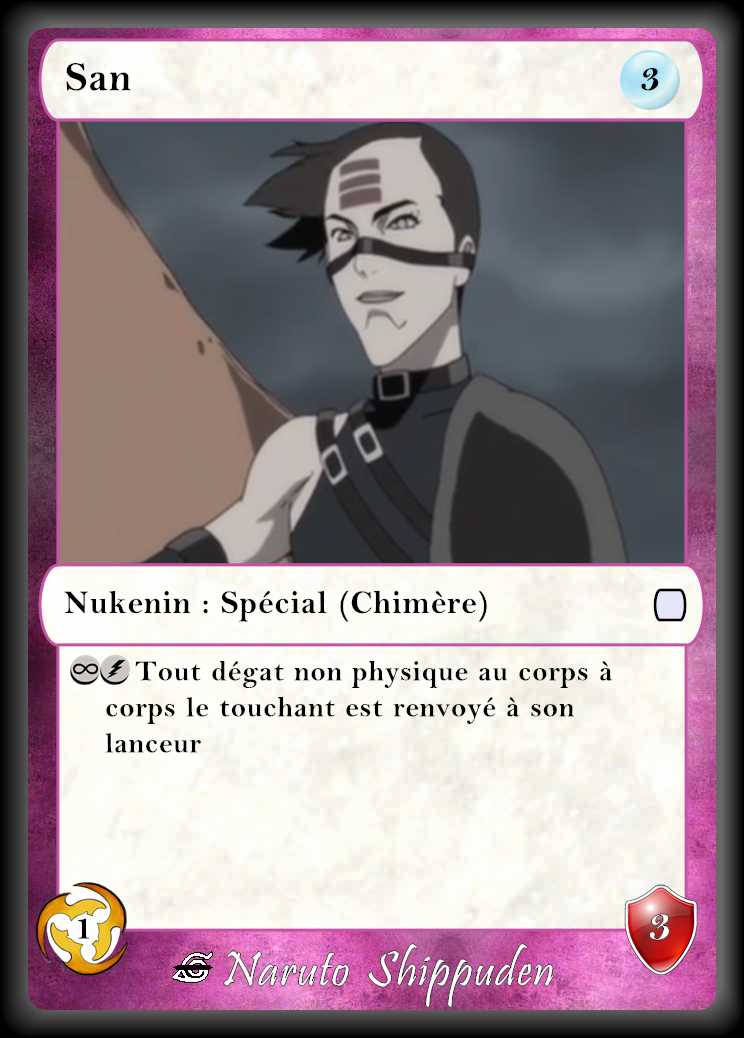 San
3
Nukenin : Spécial (Chimère)
Tout dégat non physique au corps à
corps le touchant est renvoyé à son
lanceur
1
3
Naruto Shippuden